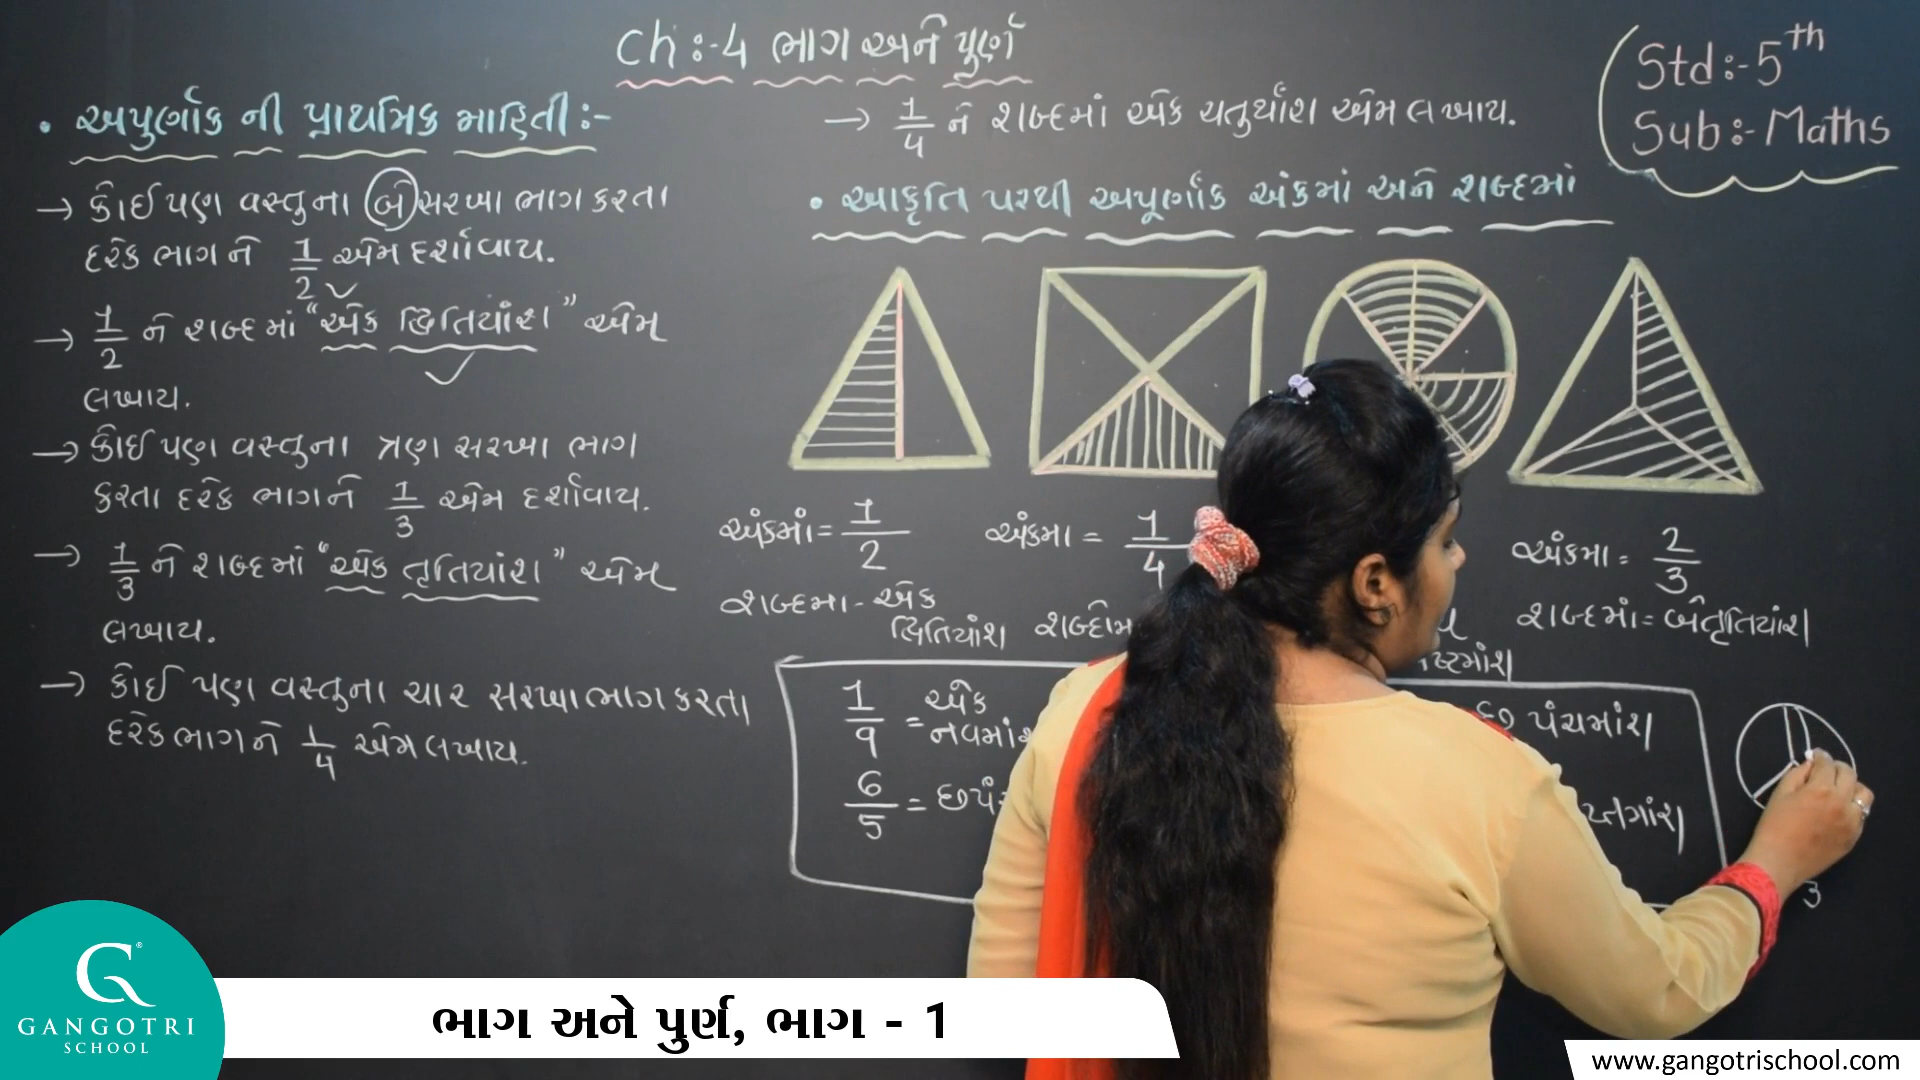 Ch :- 4 ભાગ અને પુર્ણ
Std :- 5th
Sub :- Maths
• અપુર્ણાંક ની પ્રાથમિક માહિતી :-
→ કોઈ પણ વસ્તુના બે સરખા ભાગ કરતા
દરેક ભાગ ને 1/2 એમ દર્શાવાય.
→ 1/2 ને શબ્દ માં "એક દ્વિતિયાંશ" એમ
લખાય.
→ કોઈ પણ વસ્તુના ત્રણ સરખા ભાગ
કરતા દરેક ભાગ ને 1/3 એમ દર્શાવાય.
→ 1/3 ને શબ્દમાં "એક તૃતિયાંશ" એમ
લખાય.
→ કોઈ પણ વસ્તુના ચાર સરખા ભાગ કરતા
દરેક ભાગ ને 1/4 એમ લખાય.
→ 1/4 ને શબ્દમાં એક ચતુર્થાંશ એમ લખાય.
• આકૃતિ પરથી અપૂર્ણાંક અંકમાં અને શબ્દમાં
અંકમાં = 1/2
શબ્દમા - એક
દ્વિતિયાંશ
અંકમા = 1/4
અંકમા = 2/3
શબ્દમાં = બેતૃતિયાંશ
1/9 = એક
નવમાંશ
6/5 =
પંચમાંશ
3
GANGOTRI
SCHOOL
ભાગ અને પુર્ણ, ભાગ - 1
www.gangotrischool.com